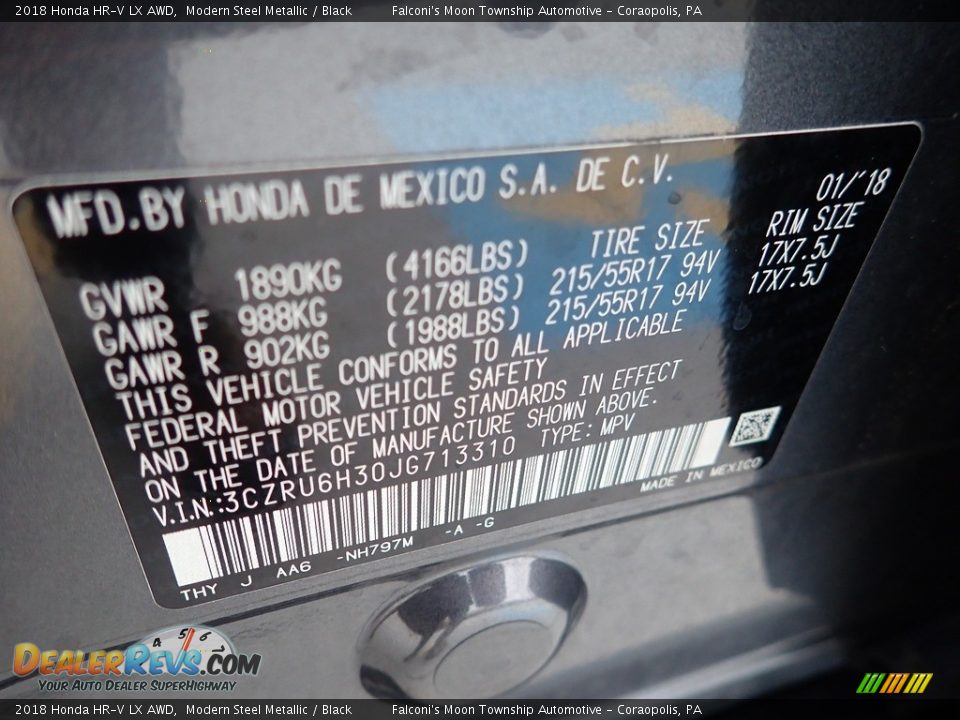 2018 Honda HR-V LX AWD,  Modern Steel Metallic / Black        Falconi's Moon Township Automotive - Coraopolis, PA
MFD.BY HONDA DE MEXICO S.A. DE C.V.  01/'18
TIRE SIZE  RIM SIZE
GVWR  1890KG  (4166LBS)
GAWR F  988KG  (2178LBS)  215/55R17 94V  17X7.5J
GAWR R  902KG  (1988LBS)  215/55R17 94V  17X7.5J
THIS VEHICLE CONFORMS TO ALL APPLICABLE
FEDERAL MOTOR VEHICLE SAFETY
AND THEFT PREVENTION STANDARDS IN EFFECT
ON THE DATE OF MANUFACTURE SHOWN ABOVE.
V.I.N.:3CZRU6H30JG713310  TYPE: MPV
MADE IN MEXICO
THY  J  AA6  -NH797M  -A -G
4 5 6 7
DEALERREVS.COM
YOUR AUTO DEALER SUPERHIGHWAY
2018 Honda HR-V LX AWD,  Modern Steel Metallic / Black        Falconi's Moon Township Automotive - Coraopolis, PA